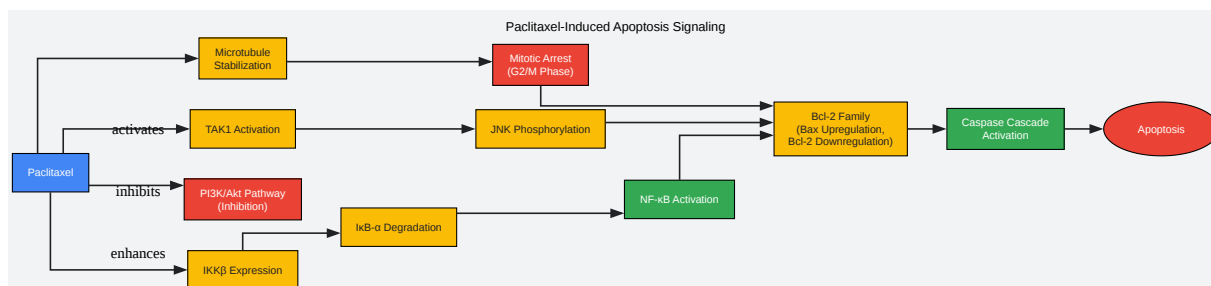 Paclitaxel-Induced Apoptosis Signaling
Microtubule
Stabilization
Mitotic Arrest
(G2/M Phase)
activates
TAK1 Activation
JNK Phosphorylation
Bcl-2 Family
(Bax Upregulation,
Bcl-2 Downregulation)
Caspase Cascade
Activation
Apoptosis
Paclitaxel
inhibits
PI3K/Akt Pathway
(Inhibition)
NF-κB Activation
IκB-α Degradation
enhances
IKKβ Expression